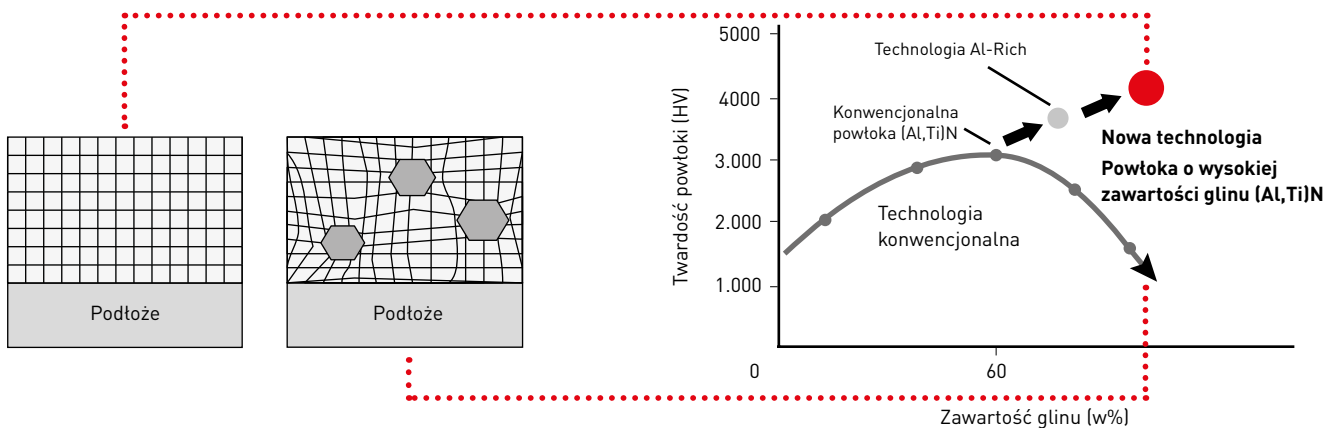 Podłoże
Podłoże
Twardość powłoki (HV)
5000
4000
3.000
2.000
1.000
0
60
Zawartość glinu (w%)
Technologia Al-Rich
Konwencjonalna
powłoka (Al,Ti)N
Technologia
konwencjonalna
Nowa technologia
Powłoka o wysokiej
zawartości glinu (Al,Ti)N